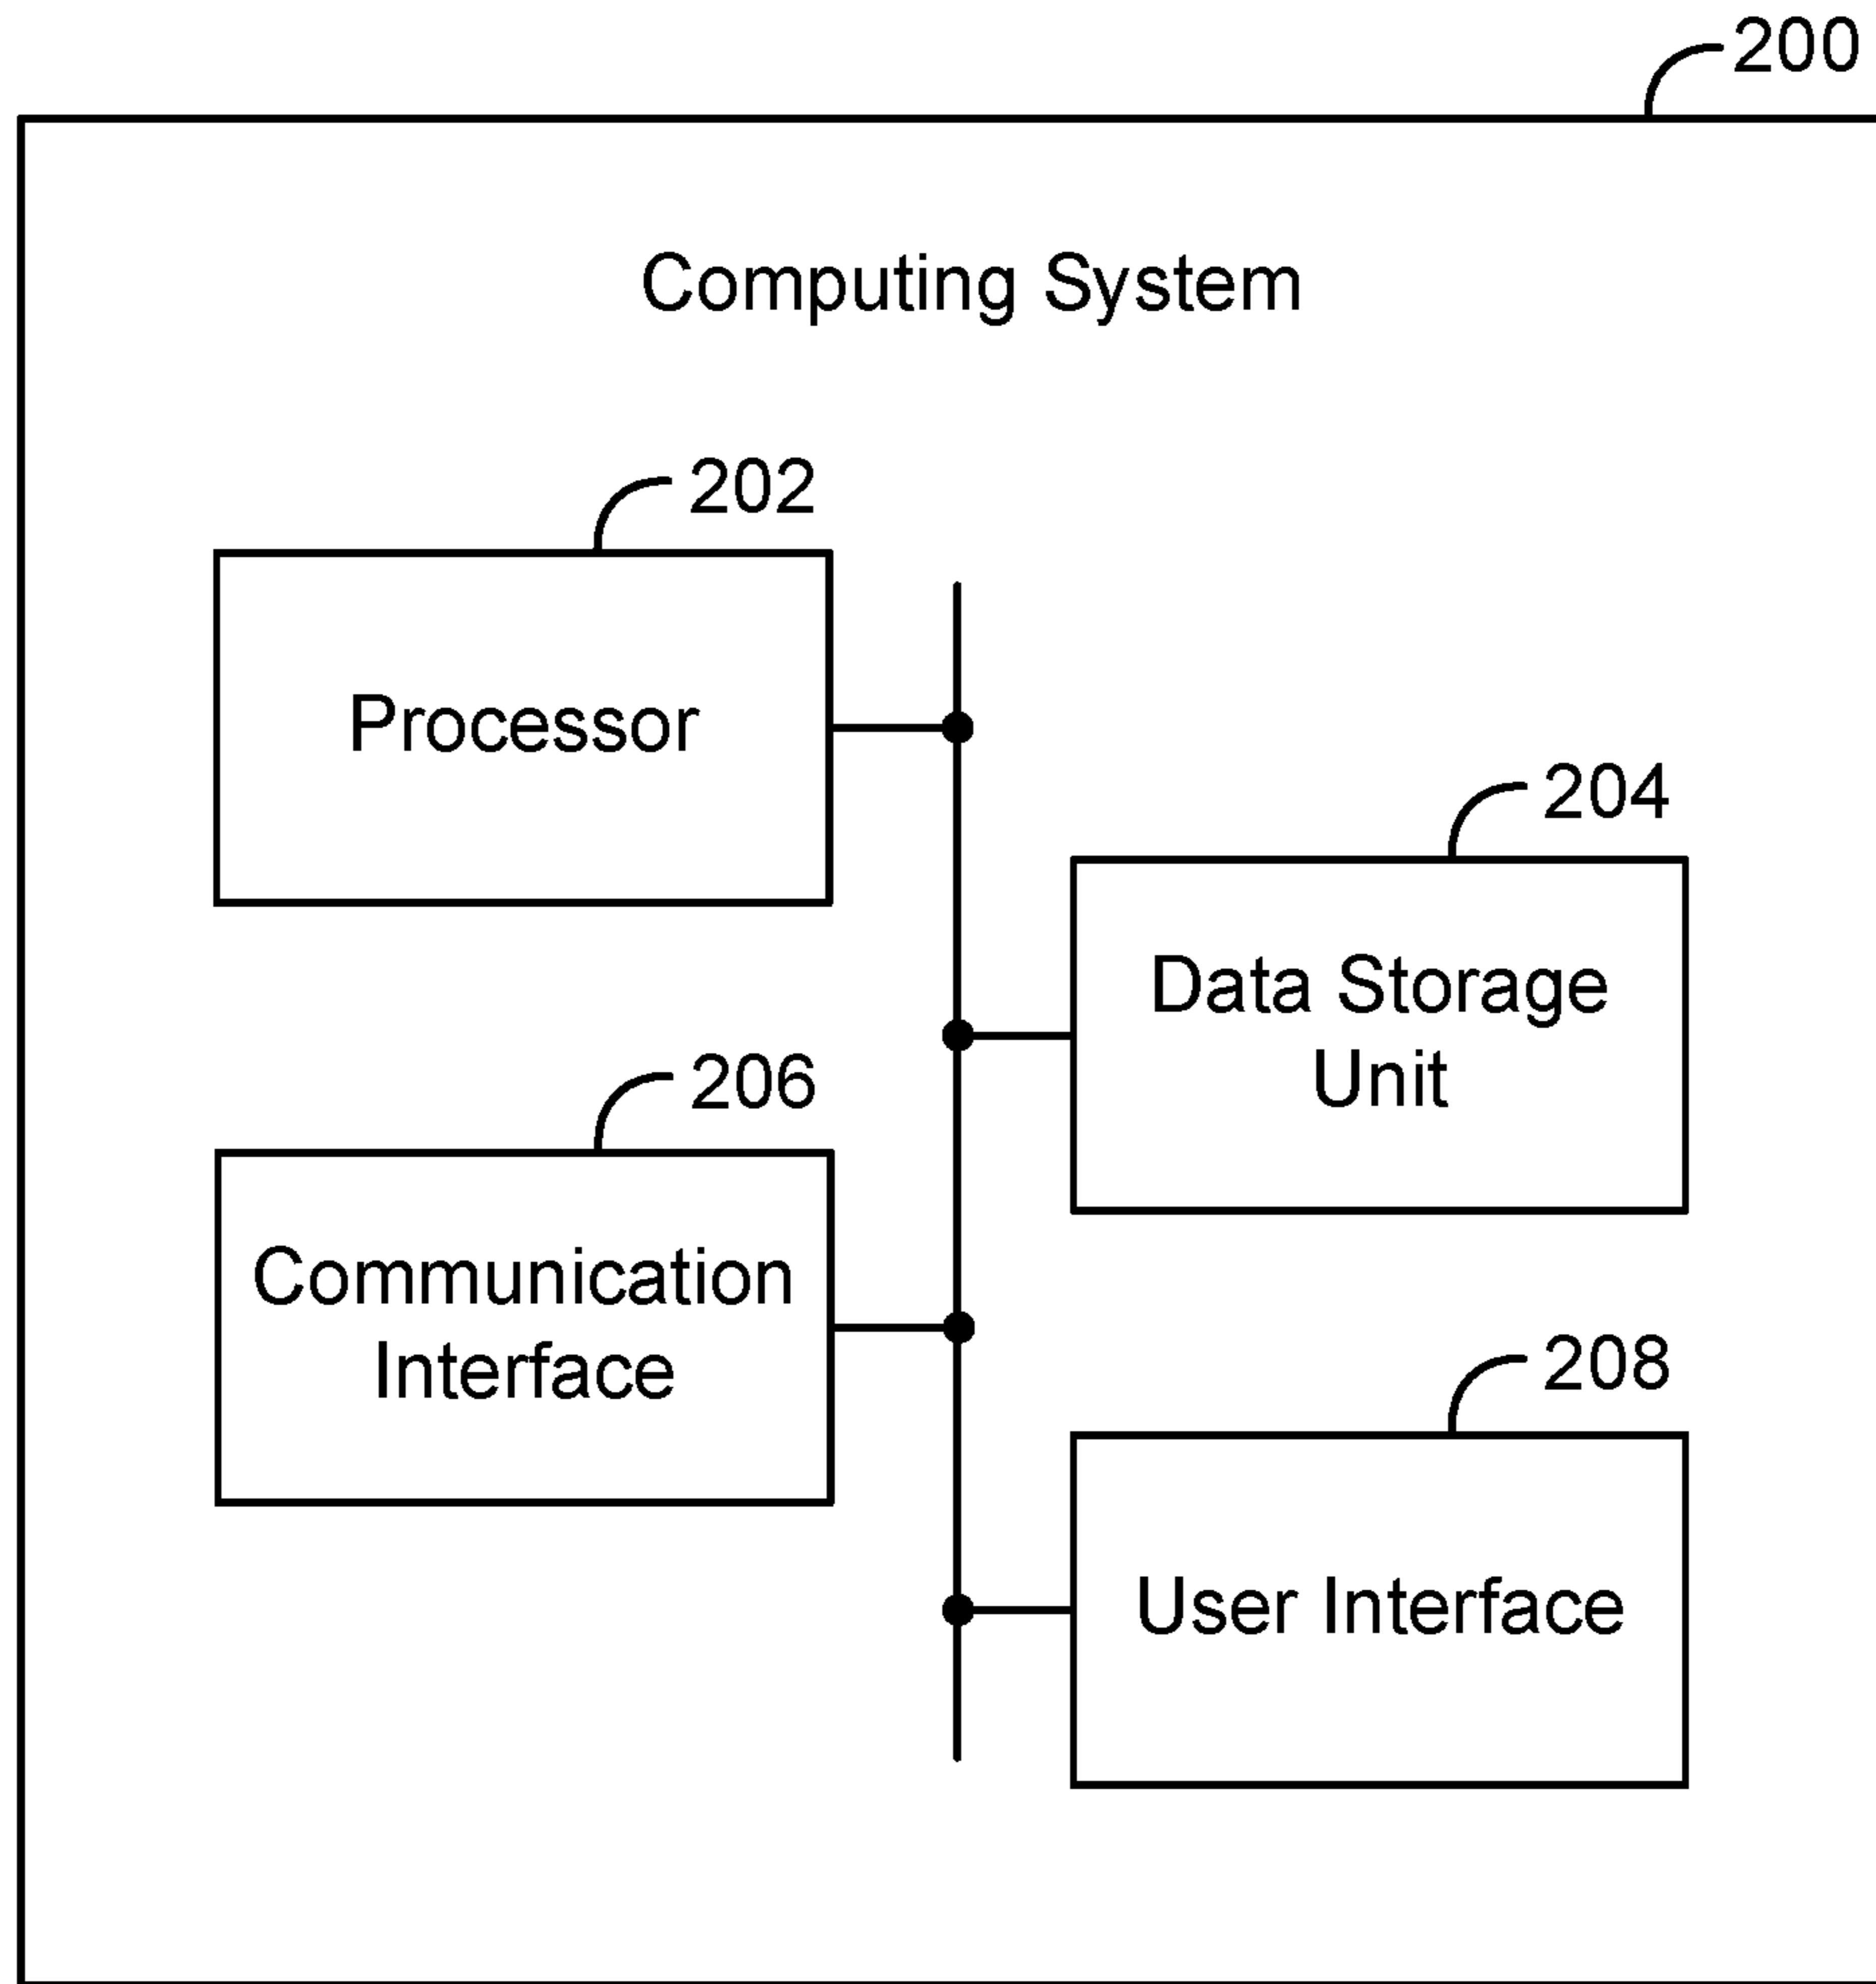 200
Computing System
202
Processor
204
Data Storage
Unit
206
Communication
Interface
208
User Interface